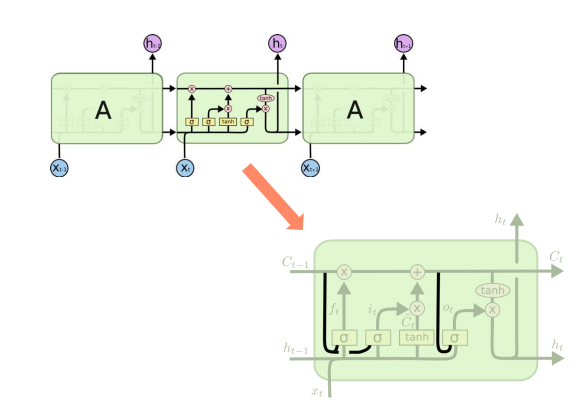 h_{t-1} h_t h_{t+1}
A A
x +
tanh
x x
σ σ tanh σ
x_{t-1} x_t x_{t+1}
h_t
C_{t-1} C_t
x +
tanh
f_t i_t C̃_t o_t
x x
σ σ tanh σ
h_{t-1} h_t
x_t